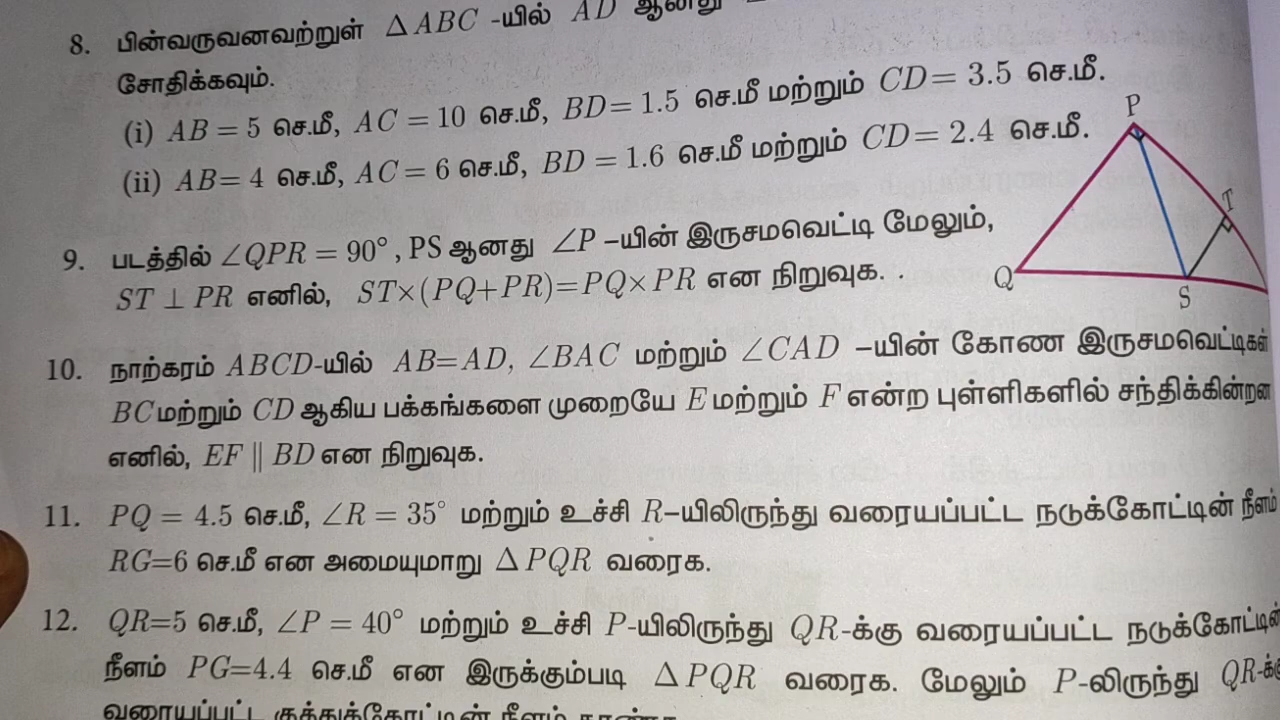 8. பின்வருவனவற்றுள் Δ ABC -யில் AD ஆனது
சோதிக்கவும்.
(i) AB = 5 செ.மீ, AC = 10 செ.மீ, BD = 1.5 செ.மீ மற்றும் CD = 3.5 செ.மீ.
(ii) AB = 4 செ.மீ, AC = 6 செ.மீ, BD = 1.6 செ.மீ மற்றும் CD = 2.4 செ.மீ.
9. படத்தில் ∠QPR = 90°, PS ஆனது ∠P –யின் இருசமவெட்டி மேலும்,
ST ⊥ PR எனில், ST×(PQ+PR)=PQ×PR என நிறுவுக. .
P
T
Q
S
10. நாற்கரம் ABCD-யில் AB=AD, ∠BAC மற்றும் ∠CAD –யின் கோண இருசமவெட்டிகள்
BC மற்றும் CD ஆகிய பக்கங்களை முறையே E மற்றும் F என்ற புள்ளிகளில் சந்திக்கின்றன
எனில், EF || BD என நிறுவுக.
11. PQ = 4.5 செ.மீ, ∠R = 35° மற்றும் உச்சி R–யிலிருந்து வரையப்பட்ட நடுக்கோட்டின் நீளம்
RG=6 செ.மீ என அமையுமாறு Δ PQR வரைக.
12. QR=5 செ.மீ, ∠P = 40° மற்றும் உச்சி P-யிலிருந்து QR-க்கு வரையப்பட்ட நடுக்கோட்டின்
நீளம் PG=4.4 செ.மீ என இருக்கும்படி Δ PQR வரைக. மேலும் P-லிருந்து QR-க்கு
வரையப்பட்ட குத்துக்கோட்டின் நீளம் காண்க.